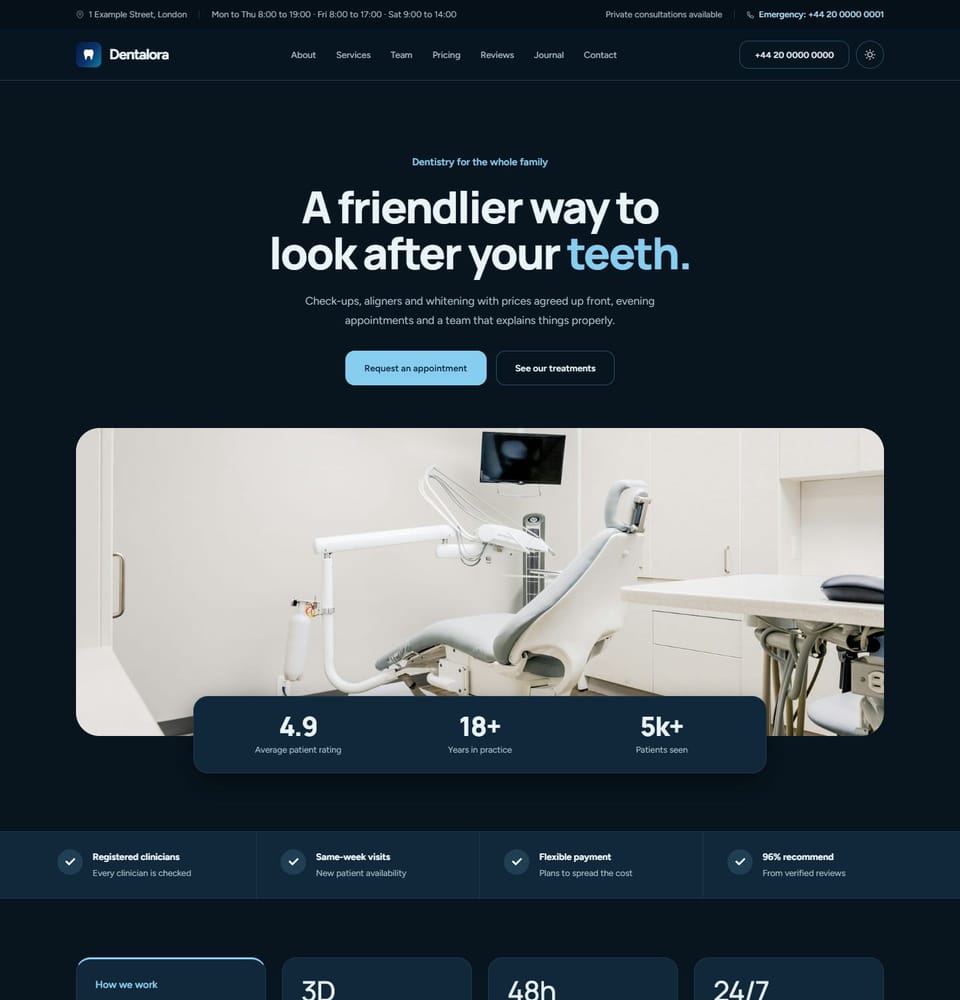 1 Example Street, London
Mon to Thu 8:00 to 19:00 · Fri 8:00 to 17:00 · Sat 9:00 to 14:00
Private consultations available
Emergency: +44 20 0000 0001
Dentalora
About
Services
Team
Pricing
Reviews
Journal
Contact
+44 20 0000 0000
Dentistry for the whole family
A friendlier way to
look after your teeth.
Check-ups, aligners and whitening with prices agreed up front, evening
appointments and a team that explains things properly.
Request an appointment
See our treatments
4.9
Average patient rating
18+
Years in practice
5k+
Patients seen
Registered clinicians
Every clinician is checked
Same-week visits
New patient availability
Flexible payment
Plans to spread the cost
96% recommend
From verified reviews
How we work
3D
48h
24/7